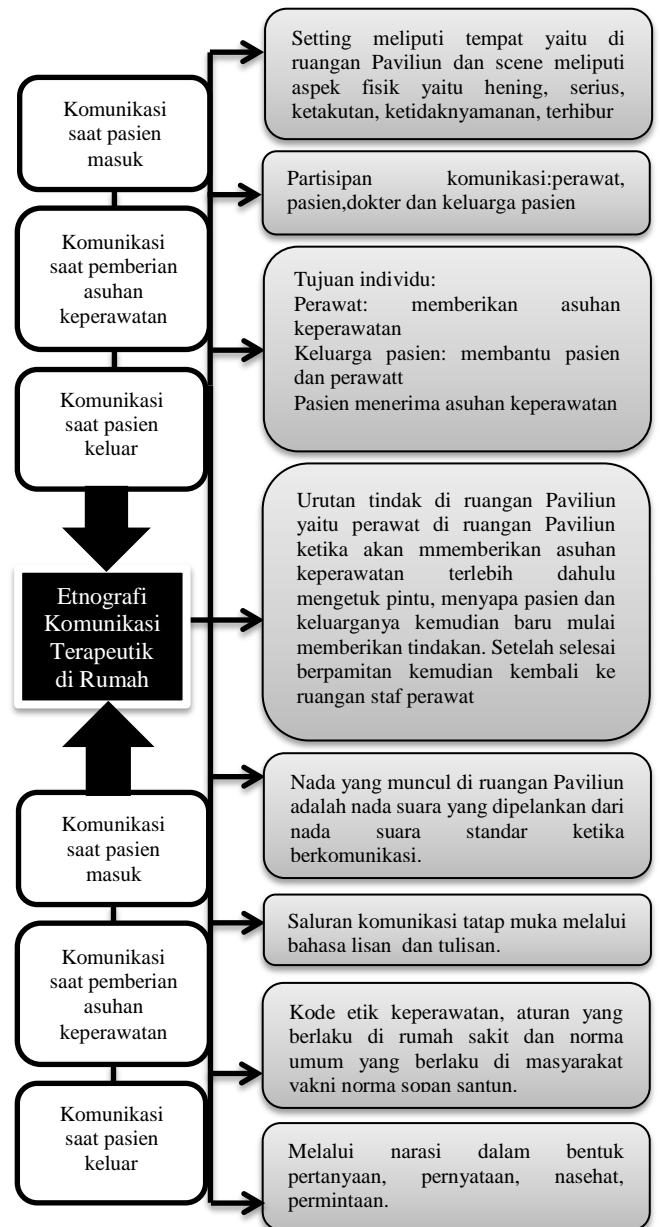 Komunikasi
saat pasien
masuk
Komunikasi
saat pemberian
asuhan
keperawatan
Komunikasi
saat pasien
keluar
Etnografi
Komunikasi
Terapeutik
di Rumah
Komunikasi
saat pasien
masuk
Komunikasi
saat pemberian
asuhan
keperawatan
Komunikasi
saat pasien
keluar
Setting meliputi tempat yaitu di
ruangan Paviliun dan scene meliputi
aspek fisik yaitu hening, serius,
ketakutan, ketidaknyamanan, terhibur
Partisipan komunikasi:perawat,
pasien,dokter dan keluarga pasien
Tujuan individu:
Perawat: memberikan asuhan
keperawatan
Keluarga pasien: membantu pasien
dan perawatt
Pasien menerima asuhan keperawatan
Urutan tindak di ruangan Paviliun
yaitu perawat di ruangan Paviliun
ketika akan mmemberikan asuhan
keperawatan terlebih dahulu
mengetuk pintu, menyapa pasien dan
keluarganya kemudian baru mulai
memberikan tindakan. Setelah selesai
berpamitan kemudian kembali ke
ruangan staf perawat
Nada yang muncul di ruangan Paviliun
adalah nada suara yang dipelankan dari
nada suara standar ketika
berkomunikasi.
Saluran komunikasi tatap muka melalui
bahasa lisan dan tulisan.
Kode etik keperawatan, aturan yang
berlaku di rumah sakit dan norma
umum yang berlaku di masyarakat
yakni norma sopan santun.
Melalui narasi dalam bentuk
pertanyaan, pernyataan, nasehat,
permintaan.